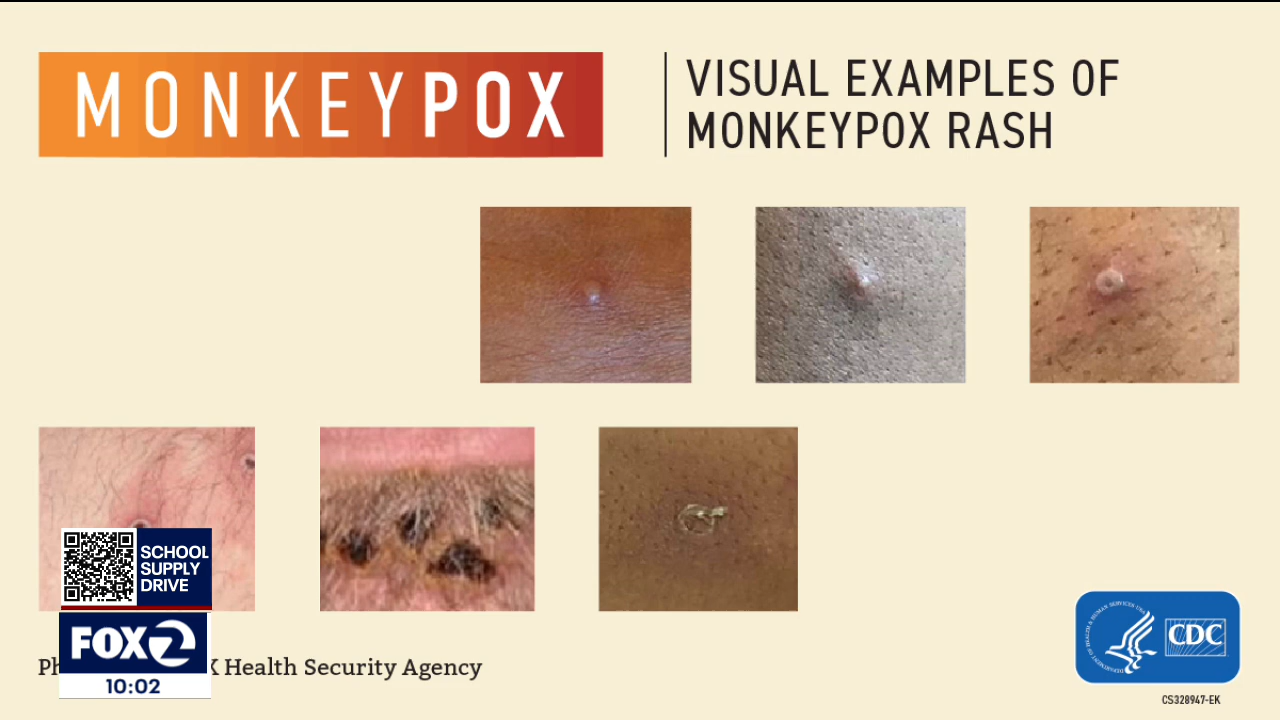 MONKEYPOX
VISUAL EXAMPLES OF
MONKEYPOX RASH
SCHOOL
SUPPLY
DRIVE
FOX 2
10:02
Ph
K Health Security Agency
CDC
CS328947-EK